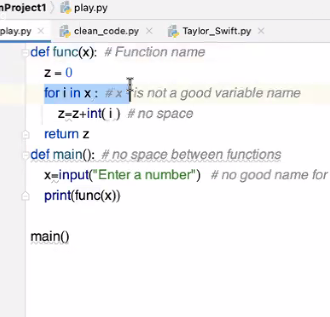 mProject1 play.py
play.py clean_code.py Taylor_Swift.py
def func(x): # Function name
z = 0
for i in x : # x is not a good variable name
z=z+int( i ) # no space
return z
def main(): # no space between functions
x=input("Enter a number") # no good name for
print(func(x))
main()